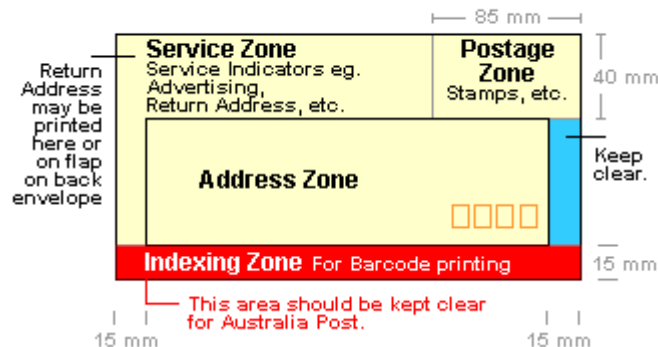 85 mm
Service Zone
Service Indicators eg.
Advertising,
Return Address, etc.
Postage
Zone
Stamps, etc.
40 mm
Return
Address
may be
printed
here or
on flap
on back
envelope
Keep
clear.
Address Zone
Indexing Zone For Barcode printing
15 mm
This area should be kept clear
for Australia Post.
15 mm
15 mm